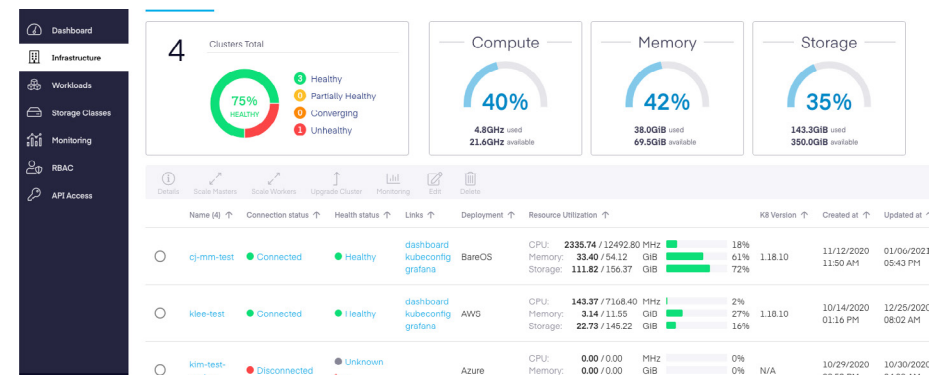 Dashboard
Infrastructure
Workloads
Storage Classes
Monitoring
RBAC
API Access
4 Clusters Total
75%
HEALTHY
3 Healthy
0 Partially Healthy
0 Converging
1 Unhealthy
Compute
40%
4.8GHz used
21.6GHz available
Memory
42%
38.0GiB used
69.5GiB available
Storage
35%
143.3GiB used
350.0GiB available
Details Scale Masters Scale Workers Upgrade Cluster Monitoring Edit Delete
Name (4) ↑ Connection status ↑ Health status ↑ Links ↑ Deployment ↑ Resource Utilization ↑ K8 Version ↑ Created at ↑ Updated at ↑
cj-mm-test Connected Healthy
dashboard
kubeconfig
grafana
BareOS
CPU: 2335.74 / 12492.80 MHz 18%
Memory: 33.40 / 54.12 GiB 61%
Storage: 111.82 / 156.37 GiB 72%
1.18.10
11/12/2020
11:50 AM
01/06/2021
05:43 PM
klee-test Connected Healthy
dashboard
kubeconfig
grafana
AWS
CPU: 143.37 / 7168.40 MHz 2%
Memory: 3.14 / 11.55 GiB 27%
Storage: 22.73 / 145.22 GiB 16%
1.18.10
10/14/2020
01:16 PM
12/25/2020
08:02 AM
kim-test-
Disconnected
Unknown
Azure
CPU: 0.00 / 0.00 MHz 0%
Memory: 0.00 / 0.00 GiB 0%
N/A
10/29/2020
10/30/2020